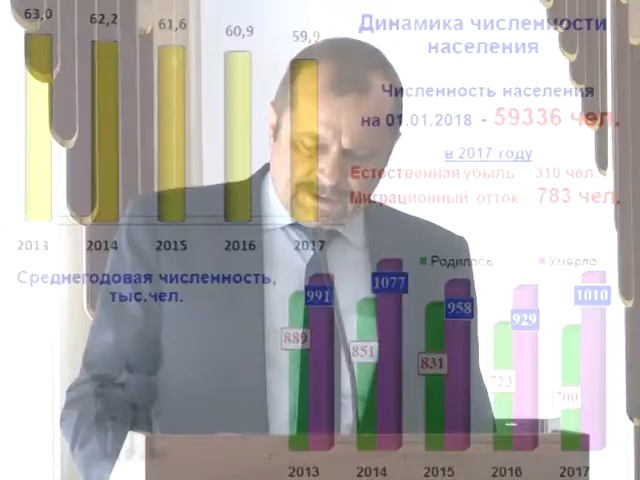 63,0 62,2 61,6 60,9 59,9
2013 2014 2015 2016 2017
Среднегодовая численность,
тыс.чел.
Динамика численности
населения
Численность населения
на 01.01.2018 - 59336 чел.
в 2017 году
Естественная убыль 310 чел.
Миграционный отток 783 чел.
Родилось Умерло
991 1077 958 929 1010
889 851 831 723 700
2013 2014 2015 2016 2017